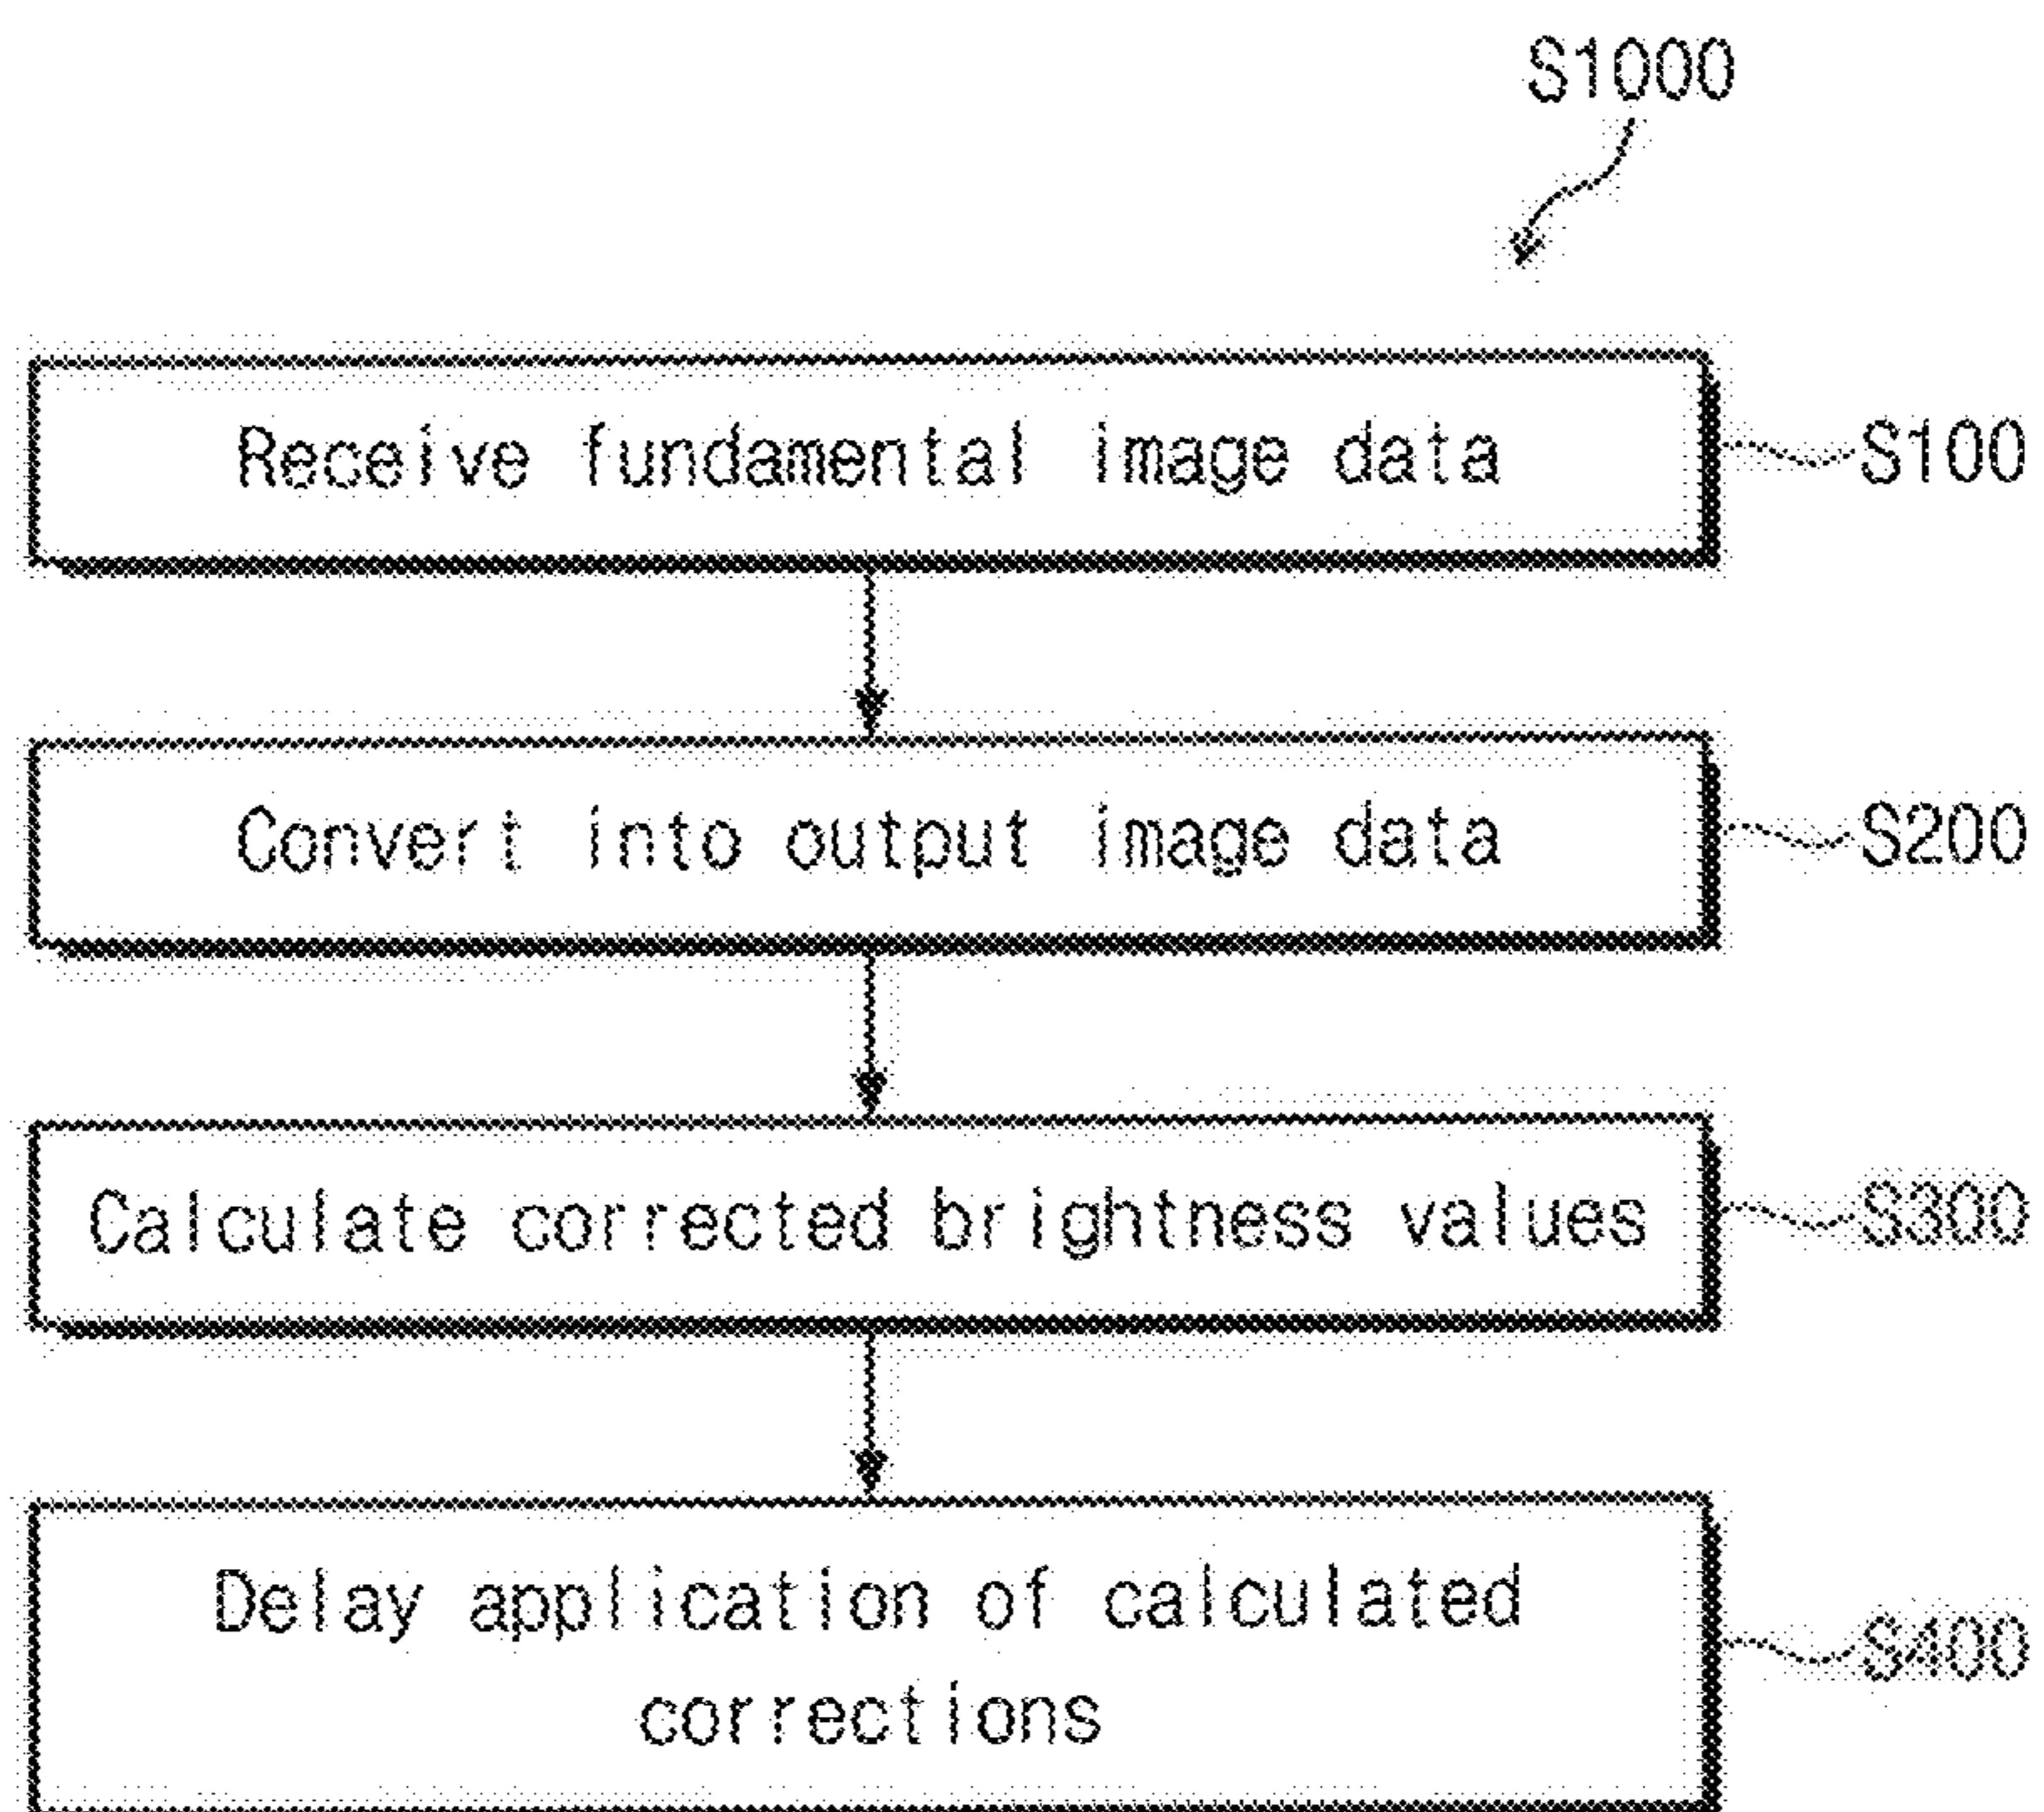 S1000
Receive fundamental image data
S100
Convert into output image data
S200
Calculate corrected brightness values
S300
Delay application of calculated
corrections
S400